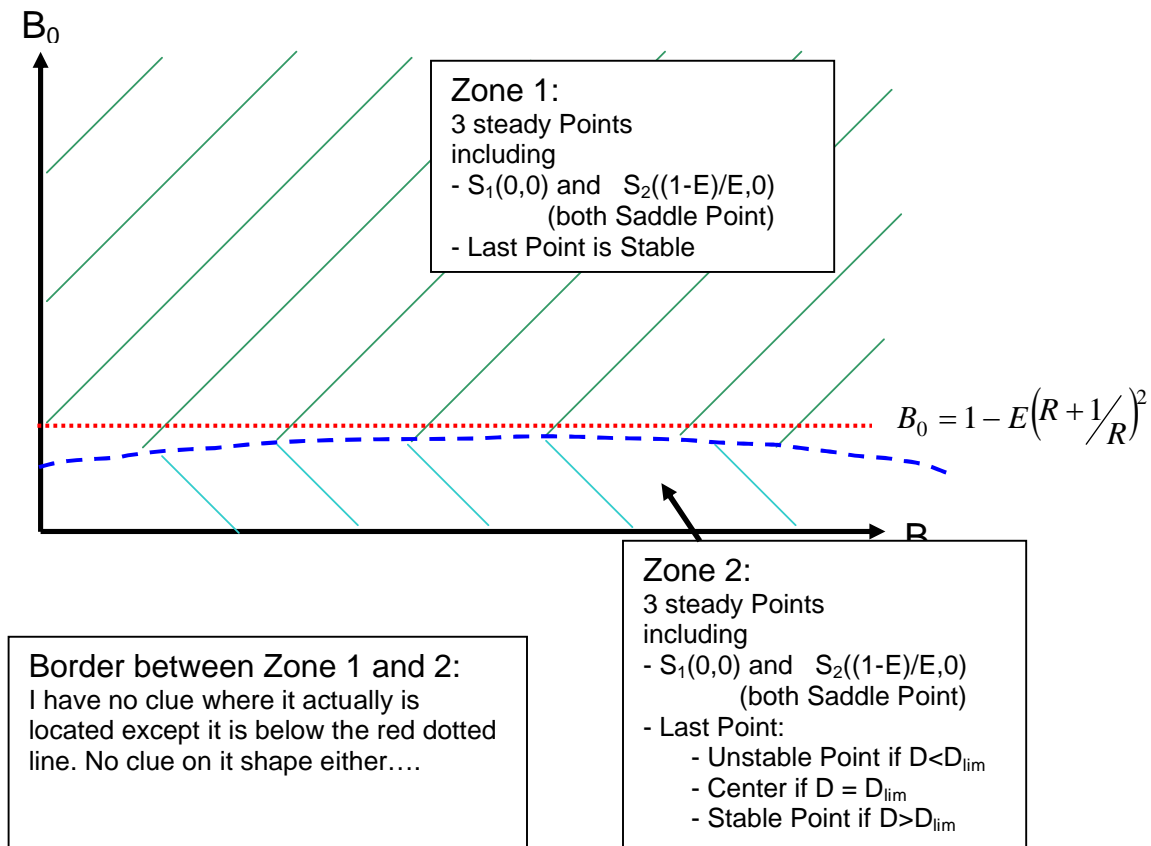 B₀
Zone 1:
3 steady Points
including
- S₁(0,0) and S₂((1-E)/E,0)
(both Saddle Point)
- Last Point is Stable
B₀ = 1 − E(R + 1/R)²
B
Zone 2:
3 steady Points
including
- S₁(0,0) and S₂((1-E)/E,0)
(both Saddle Point)
- Last Point:
- Unstable Point if D<D_lim
- Center if D = D_lim
- Stable Point if D>D_lim
Border between Zone 1 and 2:
I have no clue where it actually is
located except it is below the red dotted
line. No clue on it shape either….